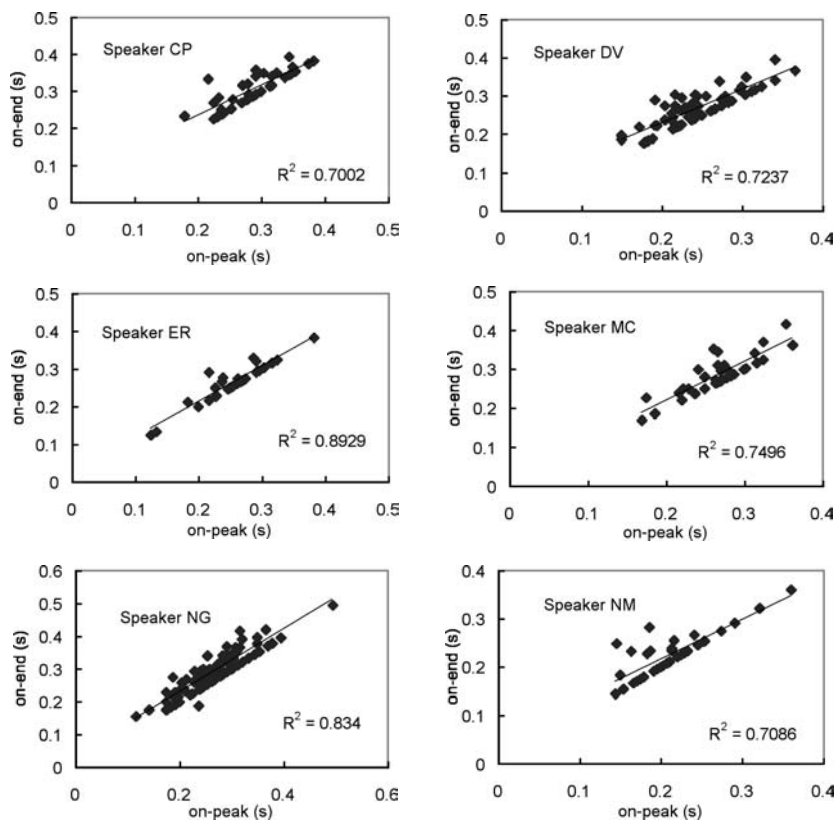 0.5
0.4
0.3
0.2
0.1
0
on-end (s)
Speaker CP
R² = 0.7002
0 0.1 0.2 0.3 0.4 0.5
on-peak (s)
0.5
0.4
0.3
0.2
0.1
0
on-end (s)
Speaker DV
R² = 0.7237
0 0.1 0.2 0.3 0.4
on-peak (s)
0.5
0.4
0.3
0.2
0.1
0
on-end (s)
Speaker ER
R² = 0.8929
0 0.1 0.2 0.3 0.4 0.5
on-peak (s)
0.5
0.4
0.3
0.2
0.1
0
on-end (s)
Speaker MC
R² = 0.7496
0 0.1 0.2 0.3 0.4
on-peak (s)
0.6
0.5
0.4
0.3
0.2
0.1
0
on-end (s)
Speaker NG
R² = 0.834
0 0.2 0.4 0.6
on-peak (s)
0.4
0.3
0.2
0.1
0
on-end (s)
Speaker NM
R² = 0.7086
0 0.1 0.2 0.3 0.4
on-peak (s)